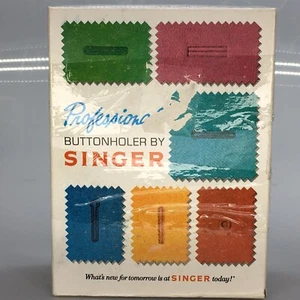 Professional
BUTTONHOLER BY
SINGER
What's new for tomorrow is at SINGER today!*